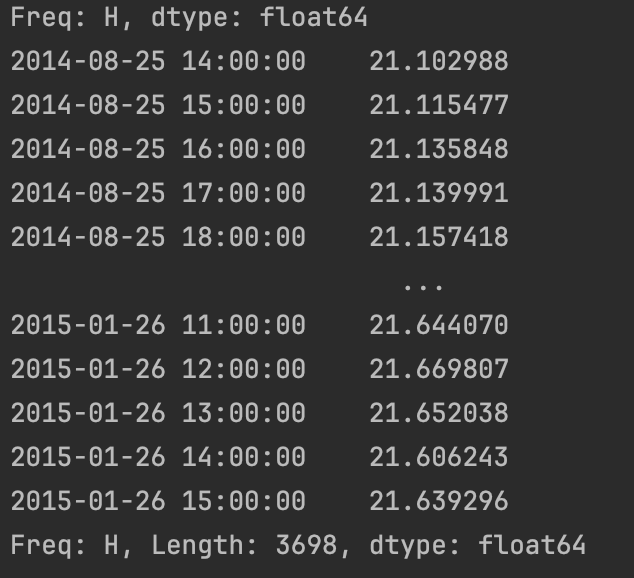 Freq: H, dtype: float64
2014-08-25 14:00:00    21.102988
2014-08-25 15:00:00    21.115477
2014-08-25 16:00:00    21.135848
2014-08-25 17:00:00    21.139991
2014-08-25 18:00:00    21.157418
                         ...
2015-01-26 11:00:00    21.644070
2015-01-26 12:00:00    21.669807
2015-01-26 13:00:00    21.652038
2015-01-26 14:00:00    21.606243
2015-01-26 15:00:00    21.639296
Freq: H, Length: 3698, dtype: float64